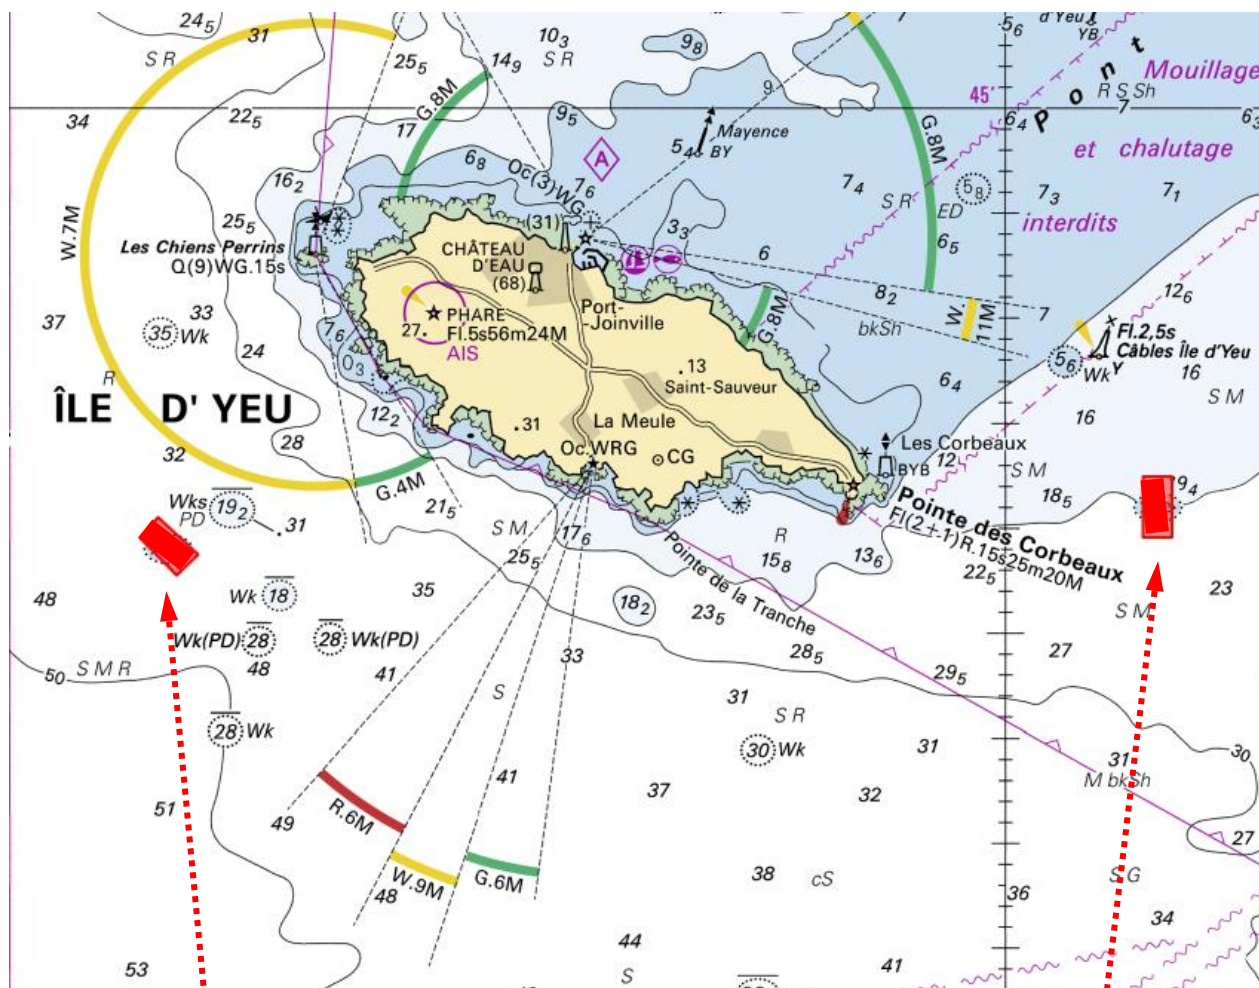 24₅
31
S R
25₅
14₉
10₃
S R
9₈
7
5₆
d'Yeu
YB
Pont
Mouillage
R S Sh
7
45'
6₄
6₃
34
22₅
17
G.8M
9₅
9
Mayence
BY
5₄
A
G.8M
et chalutage
6₈
Oc(3)WG
7₆
7₄
S R
ED
5₈
7₃
7₁
interdits
16₂
25₅
W.7M
Les Chiens Perrins
Q(9)WG.15s
(31)
3₃
6
6₅
CHÂTEAU
D'EAU
(68)
8₂
12₆
33
37
35 Wk
24
PHARE
Fl.5s56m24M
AIS
27
Port-
-Joinville
G.8M
bkSh
W.
11M
7
Fl.2,5s
Câbles Île d'Yeu
Y
7₆
0₃
5₆
Wk
16
R
13
Saint-Sauveur
6₄
S M
ÎLE D'YEU
12₂
28
31
La Meule
Oc.WRG
CG
16
Les Corbeaux
BYB
12
S M
32
G.4M
18₅
9₄
Wks
PD
19₂
31
21₅
S M
17₆
R
Pointe des Corbeaux
Fl(2+1)R.15s25m20M
25₅
15₈
13₆
22₅
Pointe de la Tranche
48
Wk 18
35
18₂
23₅
23
S M
Wk(PD) 28
28 Wk(PD)
48
41
33
28₅
27
50
S M R
29₅
S
31
S R
28 Wk
30 Wk
31
30
31
M bkSh
51
49
R.6M
41
37
32
27
W.9M
48
G.6M
38
cS
S G
36
34
44
53
S
41